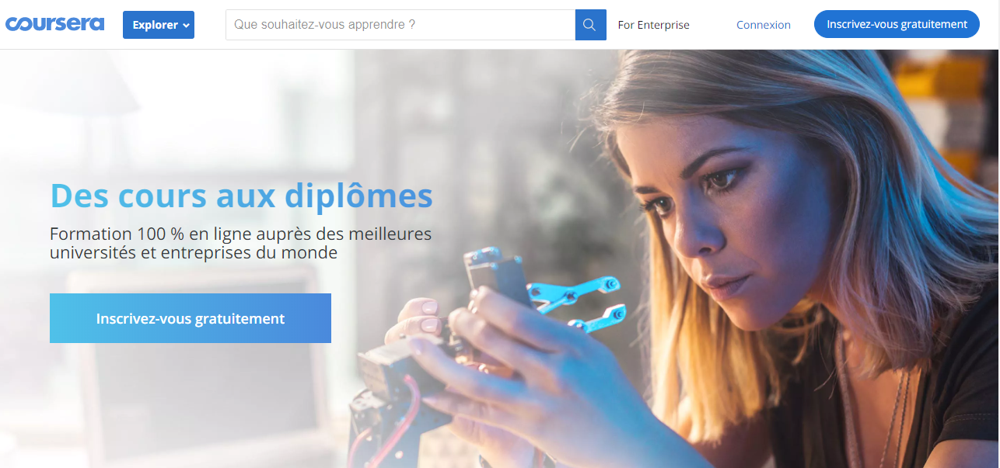 coursera
Explorer
Que souhaitez-vous apprendre ?
For Enterprise
Connexion
Inscrivez-vous gratuitement
Des cours aux diplômes
Formation 100 % en ligne auprès des meilleures
universités et entreprises du monde
Inscrivez-vous gratuitement